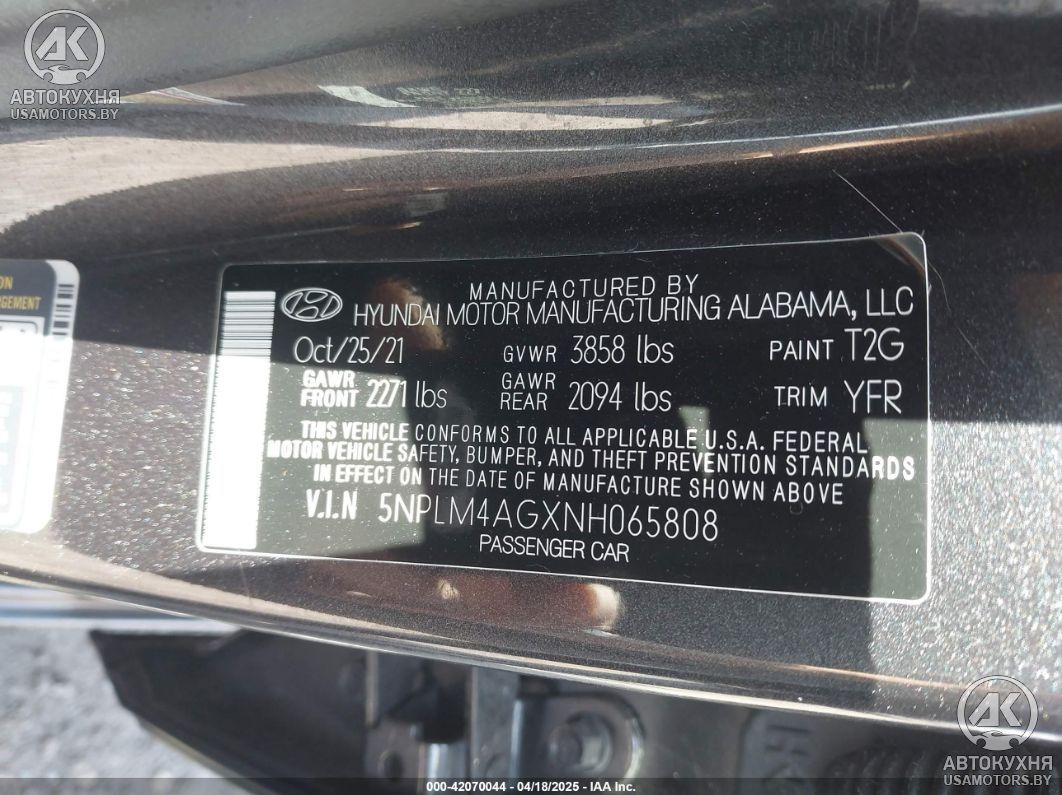 AK
АВТОКУХНЯ
USAMOTORS.BY
MANUFACTURED BY
HYUNDAI MOTOR MANUFACTURING ALABAMA, LLC
Oct/25/21 GVWR 3858 lbs PAINT T2G
GAWR FRONT 2271 lbs GAWR REAR 2094 lbs TRIM YFR
THIS VEHICLE CONFORMS TO ALL APPLICABLE U.S.A. FEDERAL
MOTOR VEHICLE SAFETY, BUMPER, AND THEFT PREVENTION STANDARDS
IN EFFECT ON THE DATE OF MANUFACTURE SHOWN ABOVE
V.I.N 5NPLM4AGXNH065808
PASSENGER CAR
AK
АВТОКУХНЯ
USAMOTORS.BY
000-42070044 - 04/18/2025 - IAA Inc.